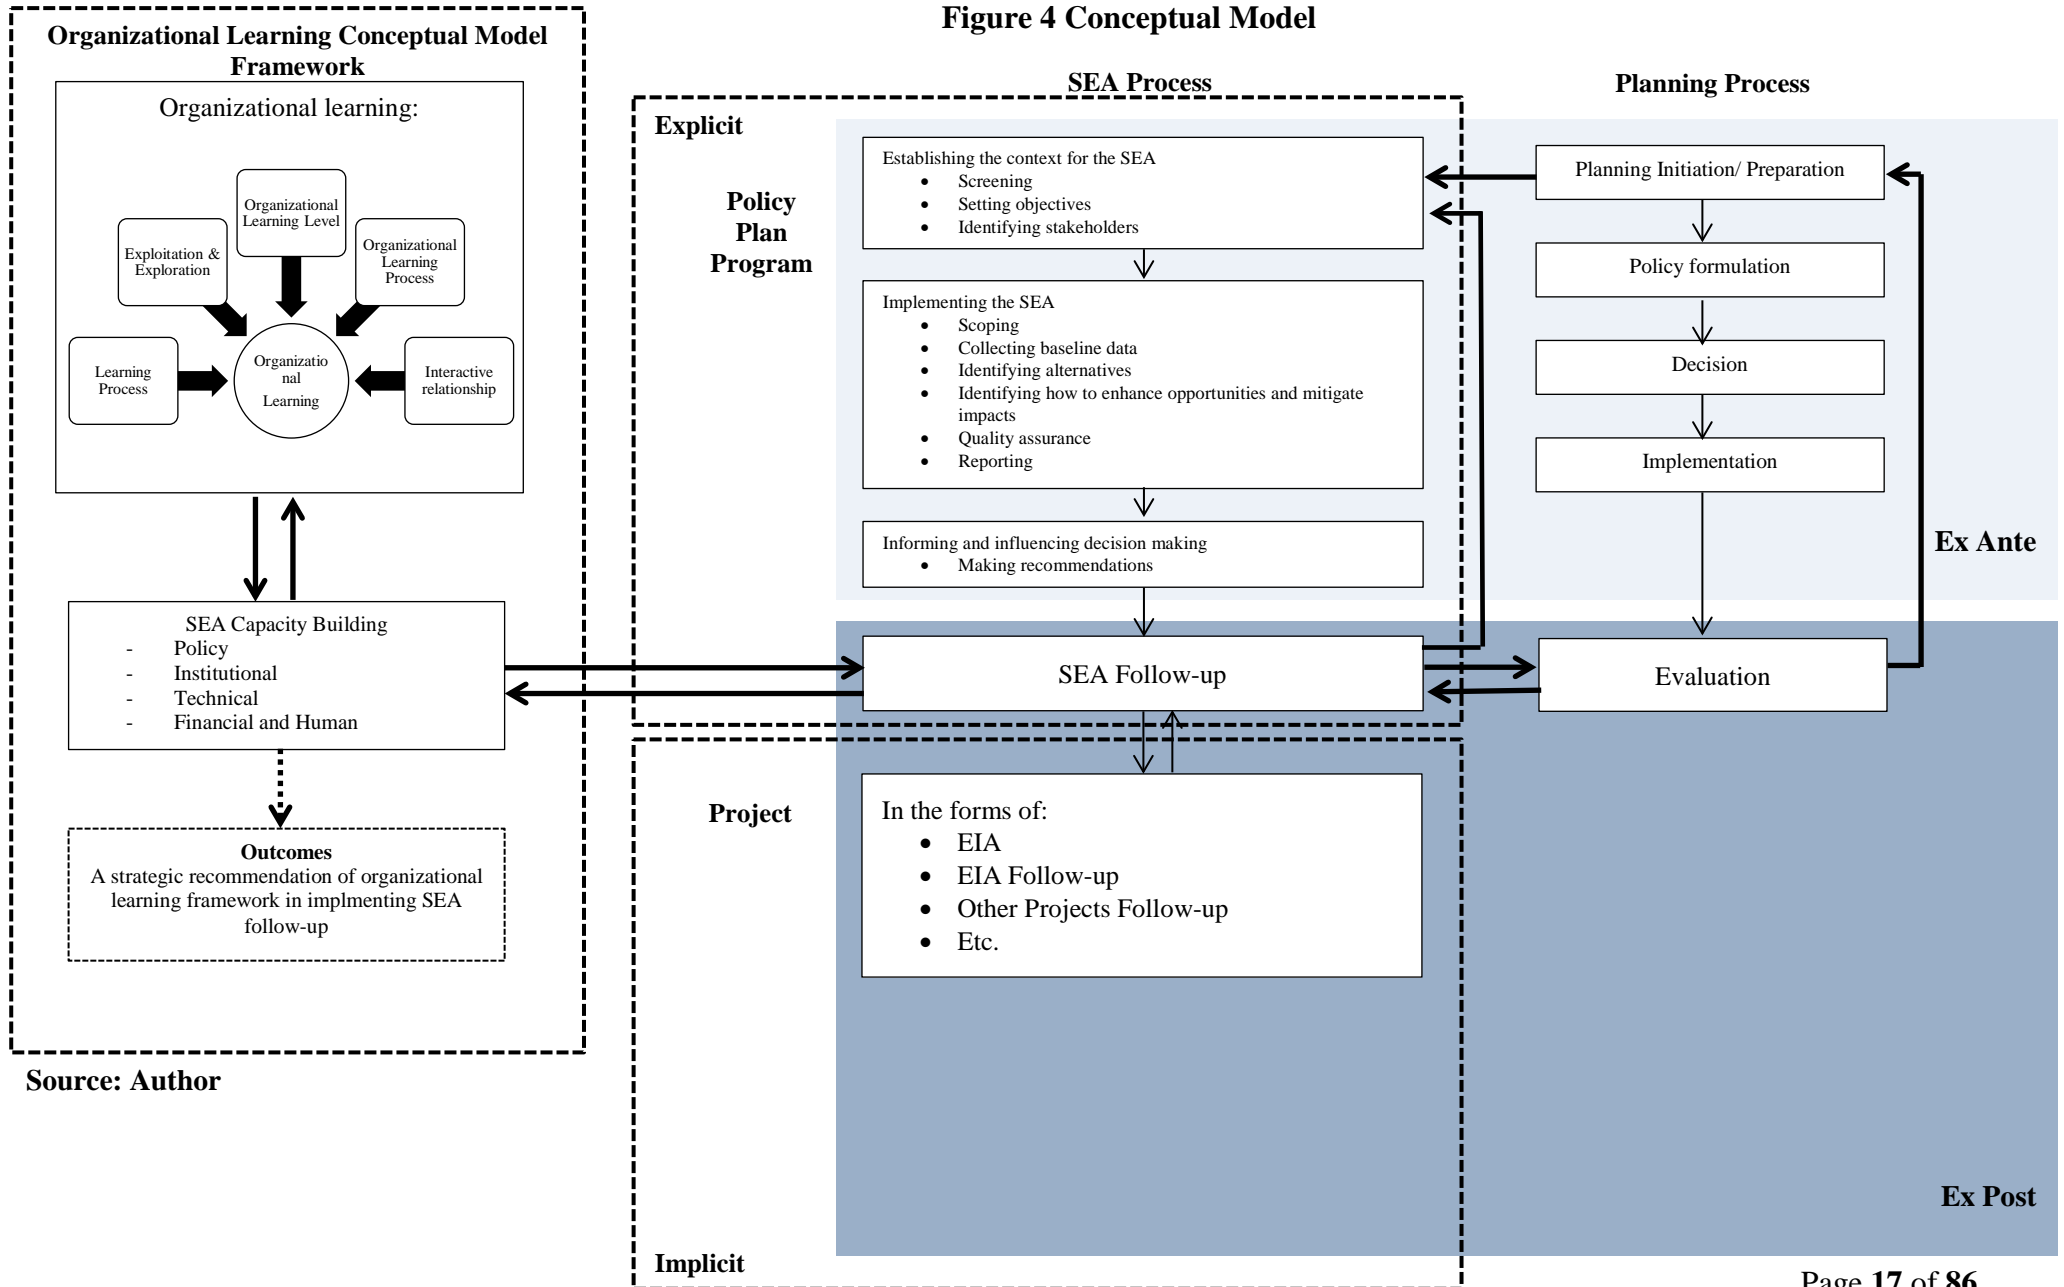 Figure 4 Conceptual Model
Organizational Learning Conceptual Model
Framework
Organizational learning:
Organizational
Learning Level
Exploitation &
Exploration
Organizational
Learning
Process
Learning
Process
Organizatio
nal
Learning
Interactive
relationship
SEA Capacity Building
- Policy
- Institutional
- Technical
- Financial and Human
Outcomes
A strategic recommendation of organizational
learning framework in implmenting SEA
follow-up
Source: Author
SEA Process
Explicit
Policy
Plan
Program
Establishing the context for the SEA
• Screening
• Setting objectives
• Identifying stakeholders
Implementing the SEA
• Scoping
• Collecting baseline data
• Identifying alternatives
• Identifying how to enhance opportunities and mitigate
impacts
• Quality assurance
• Reporting
Informing and influencing decision making
• Making recommendations
SEA Follow-up
Project
In the forms of:
• EIA
• EIA Follow-up
• Other Projects Follow-up
• Etc.
Implicit
Planning Process
Planning Initiation/ Preparation
Policy formulation
Decision
Implementation
Ex Ante
Evaluation
Ex Post
Page 17 of 86